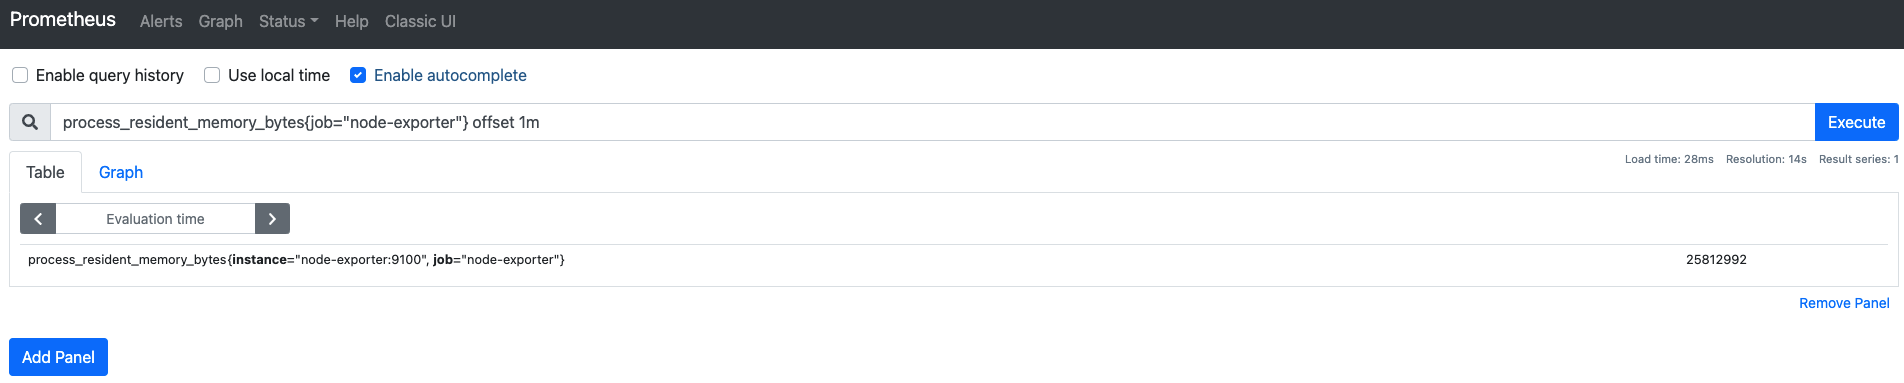 Prometheus Alerts Graph Status Help Classic UI
Enable query history Use local time Enable autocomplete
process_resident_memory_bytes{job="node-exporter"} offset 1m Execute
Table Graph Load time: 28ms Resolution: 14s Result series: 1
Evaluation time
process_resident_memory_bytes{instance="node-exporter:9100", job="node-exporter"} 25812992
Remove Panel
Add Panel